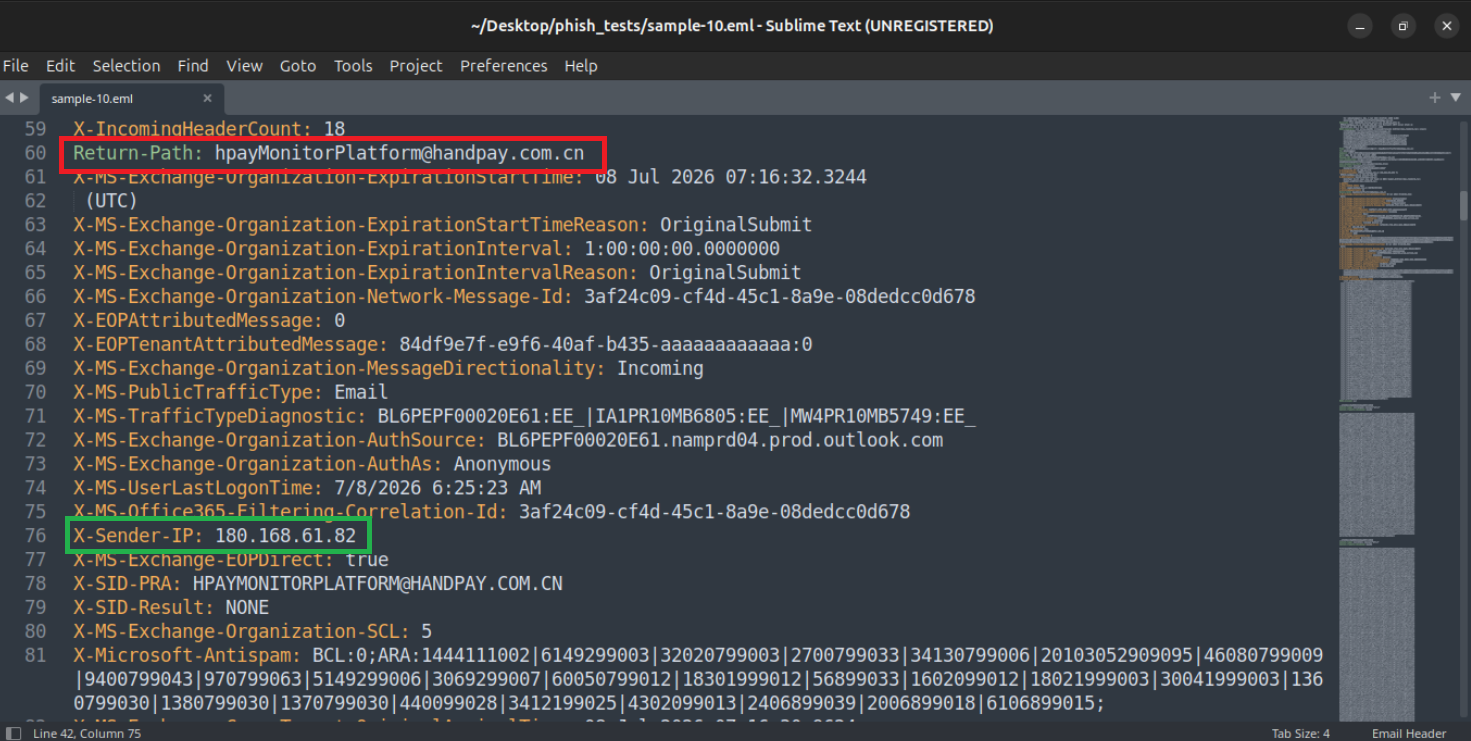 ~/Desktop/phish_tests/sample-10.eml - Sublime Text (UNREGISTERED)
File Edit Selection Find View Goto Tools Project Preferences Help
sample-10.eml
59 X-IncomingHeaderCount: 18
60 Return-Path: hpayMonitorPlatform@handpay.com.cn
61 X-MS-Exchange-Organization-ExpirationStartTime: 08 Jul 2026 07:16:32.3244
62 (UTC)
63 X-MS-Exchange-Organization-ExpirationStartTimeReason: OriginalSubmit
64 X-MS-Exchange-Organization-ExpirationInterval: 1:00:00:00.0000000
65 X-MS-Exchange-Organization-ExpirationIntervalReason: OriginalSubmit
66 X-MS-Exchange-Organization-Network-Message-Id: 3af24c09-cf4d-45c1-8a9e-08dedcc0d678
67 X-EOPAttributedMessage: 0
68 X-EOPTenantAttributedMessage: 84df9e7f-e9f6-40af-b435-aaaaaaaaaaaa:0
69 X-MS-Exchange-Organization-MessageDirectionality: Incoming
70 X-MS-PublicTrafficType: Email
71 X-MS-TrafficTypeDiagnostic: BL6PEPF00020E61:EE_|IA1PR10MB6805:EE_|MW4PR10MB5749:EE_
72 X-MS-Exchange-Organization-AuthSource: BL6PEPF00020E61.namprd04.prod.outlook.com
73 X-MS-Exchange-Organization-AuthAs: Anonymous
74 X-MS-UserLastLogonTime: 7/8/2026 6:25:23 AM
75 X-MS-Office365-Filtering-Correlation-Id: 3af24c09-cf4d-45c1-8a9e-08dedcc0d678
76 X-Sender-IP: 180.168.61.82
77 X-MS-Exchange-EOPDirect: true
78 X-SID-PRA: HPAYMONITORPLATFORM@HANDPAY.COM.CN
79 X-SID-Result: NONE
80 X-MS-Exchange-Organization-SCL: 5
81 X-Microsoft-Antispam: BCL:0;ARA:1444111002|6149299003|32020799003|2700799033|34130799006|20103052909095|46080799009
|9400799043|970799063|5149299006|3069299007|60050799012|18301999012|56899033|1602099012|18021999003|30041999003|136
0799030|1380799030|1370799030|440099028|3412199025|4302099013|2406899039|2006899018|6106899015;
Line 42, Column 75
Tab Size: 4
Email Header